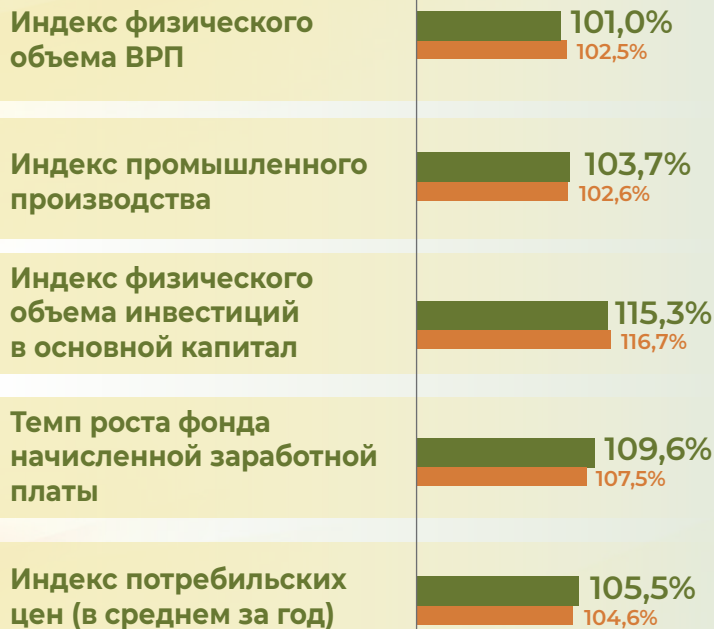 Индекс физического
объема ВРП
101,0%
102,5%
Индекс промышленного
производства
103,7%
102,6%
Индекс физического
объема инвестиций
в основной капитал
115,3%
116,7%
Темп роста фонда
начисленной заработной
платы
109,6%
107,5%
Индекс потребильских
цен (в среднем за год)
105,5%
104,6%